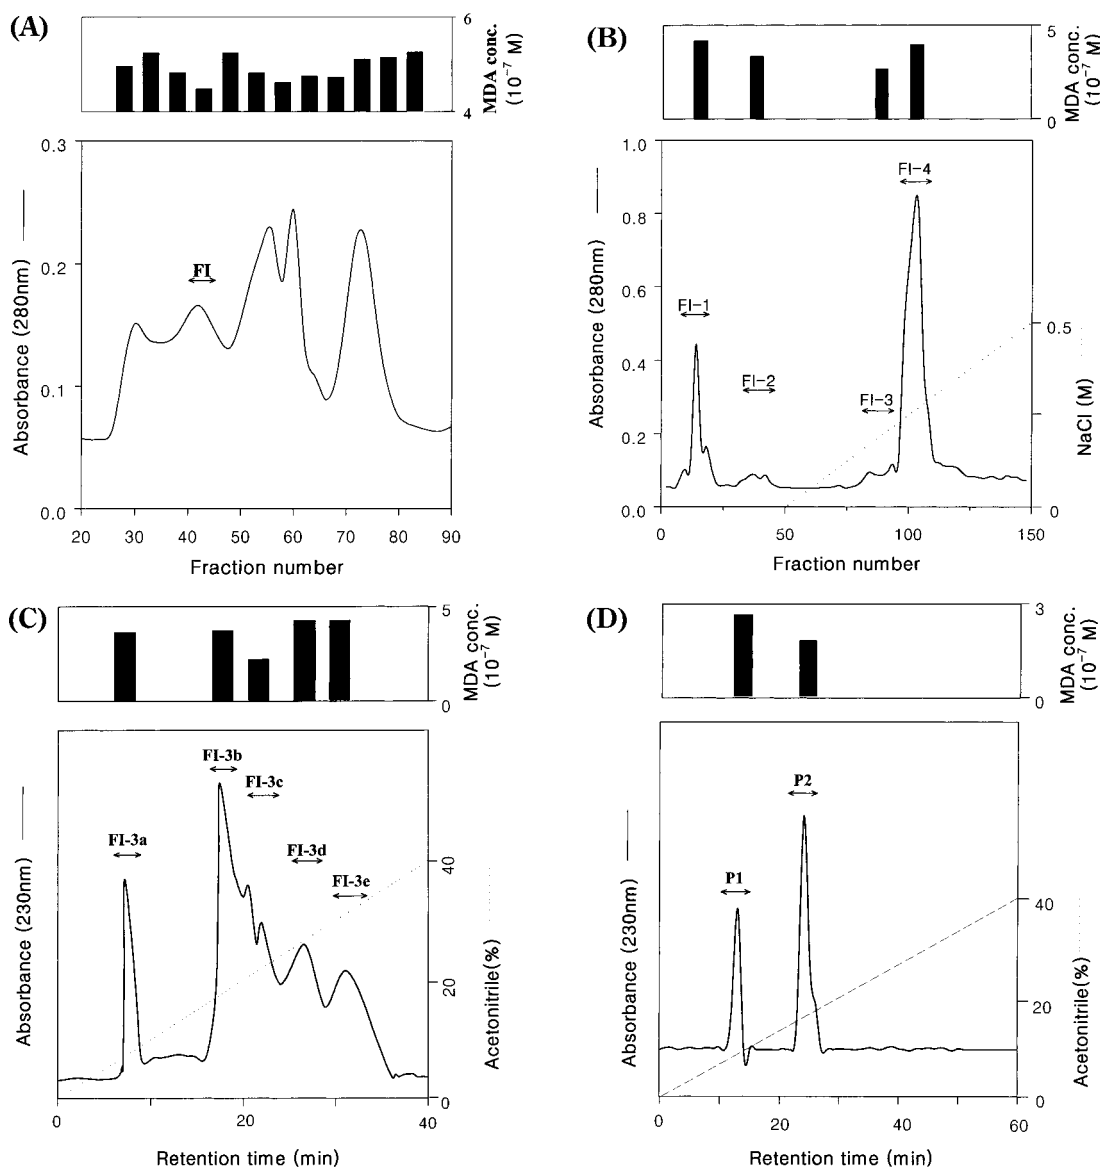 (A)
6
4
MDA conc.
(10⁻⁷ M)
0.3
0.2
0.1
0.0
Absorbance (280nm)
FI
20 30 40 50 60 70 80 90
Fraction number
(B)
5
0
MDA conc.
(10⁻⁷ M)
1.0
0.8
0.6
0.4
0.2
0.0
Absorbance (280nm)
FI-1
FI-2
FI-3
FI-4
0.5
0
NaCl (M)
0 50 100 150
Fraction number
(C)
5
0
MDA conc.
(10⁻⁷ M)
Absorbance (230nm)
FI-3a
FI-3b
FI-3c
FI-3d
FI-3e
40
20
0
Acetonitrile(%)
0 10 20 30 40
Retention time (min)
(D)
3
0
MDA conc.
(10⁻⁷ M)
Absorbance (230nm)
P1
P2
40
20
10
0
Acetonitrile(%)
0 20 40 60
Retention time (min)